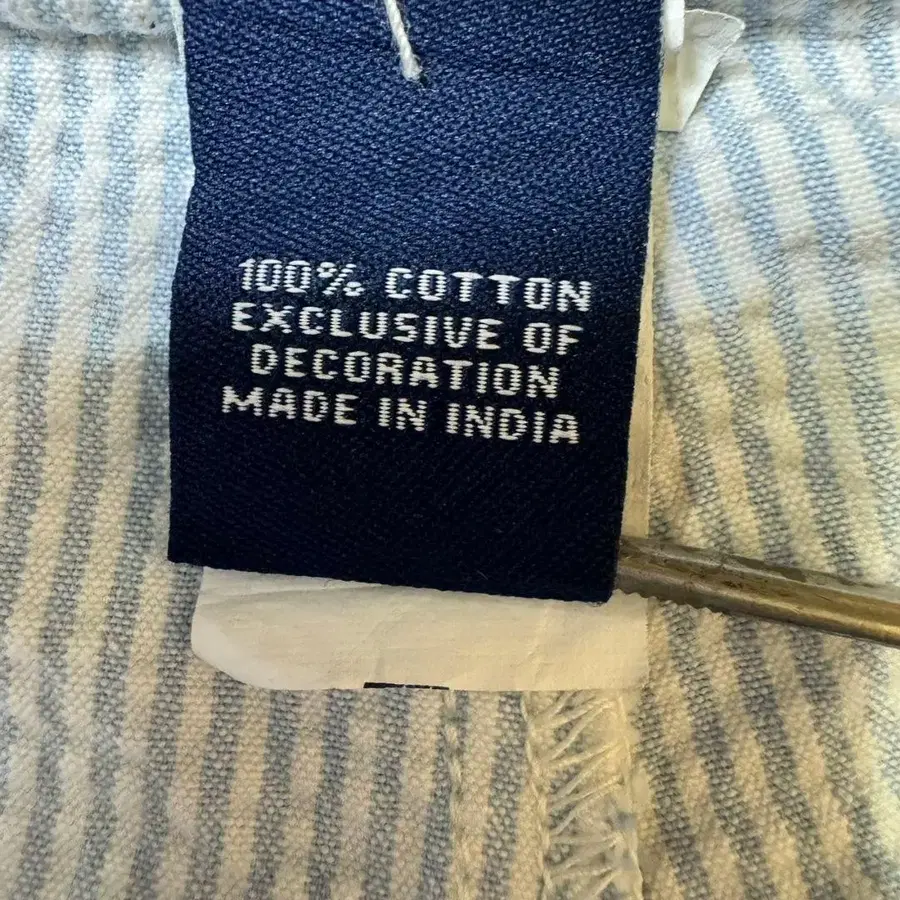 100% COTTON
EXCLUSIVE OF
DECORATION
MADE IN INDIA